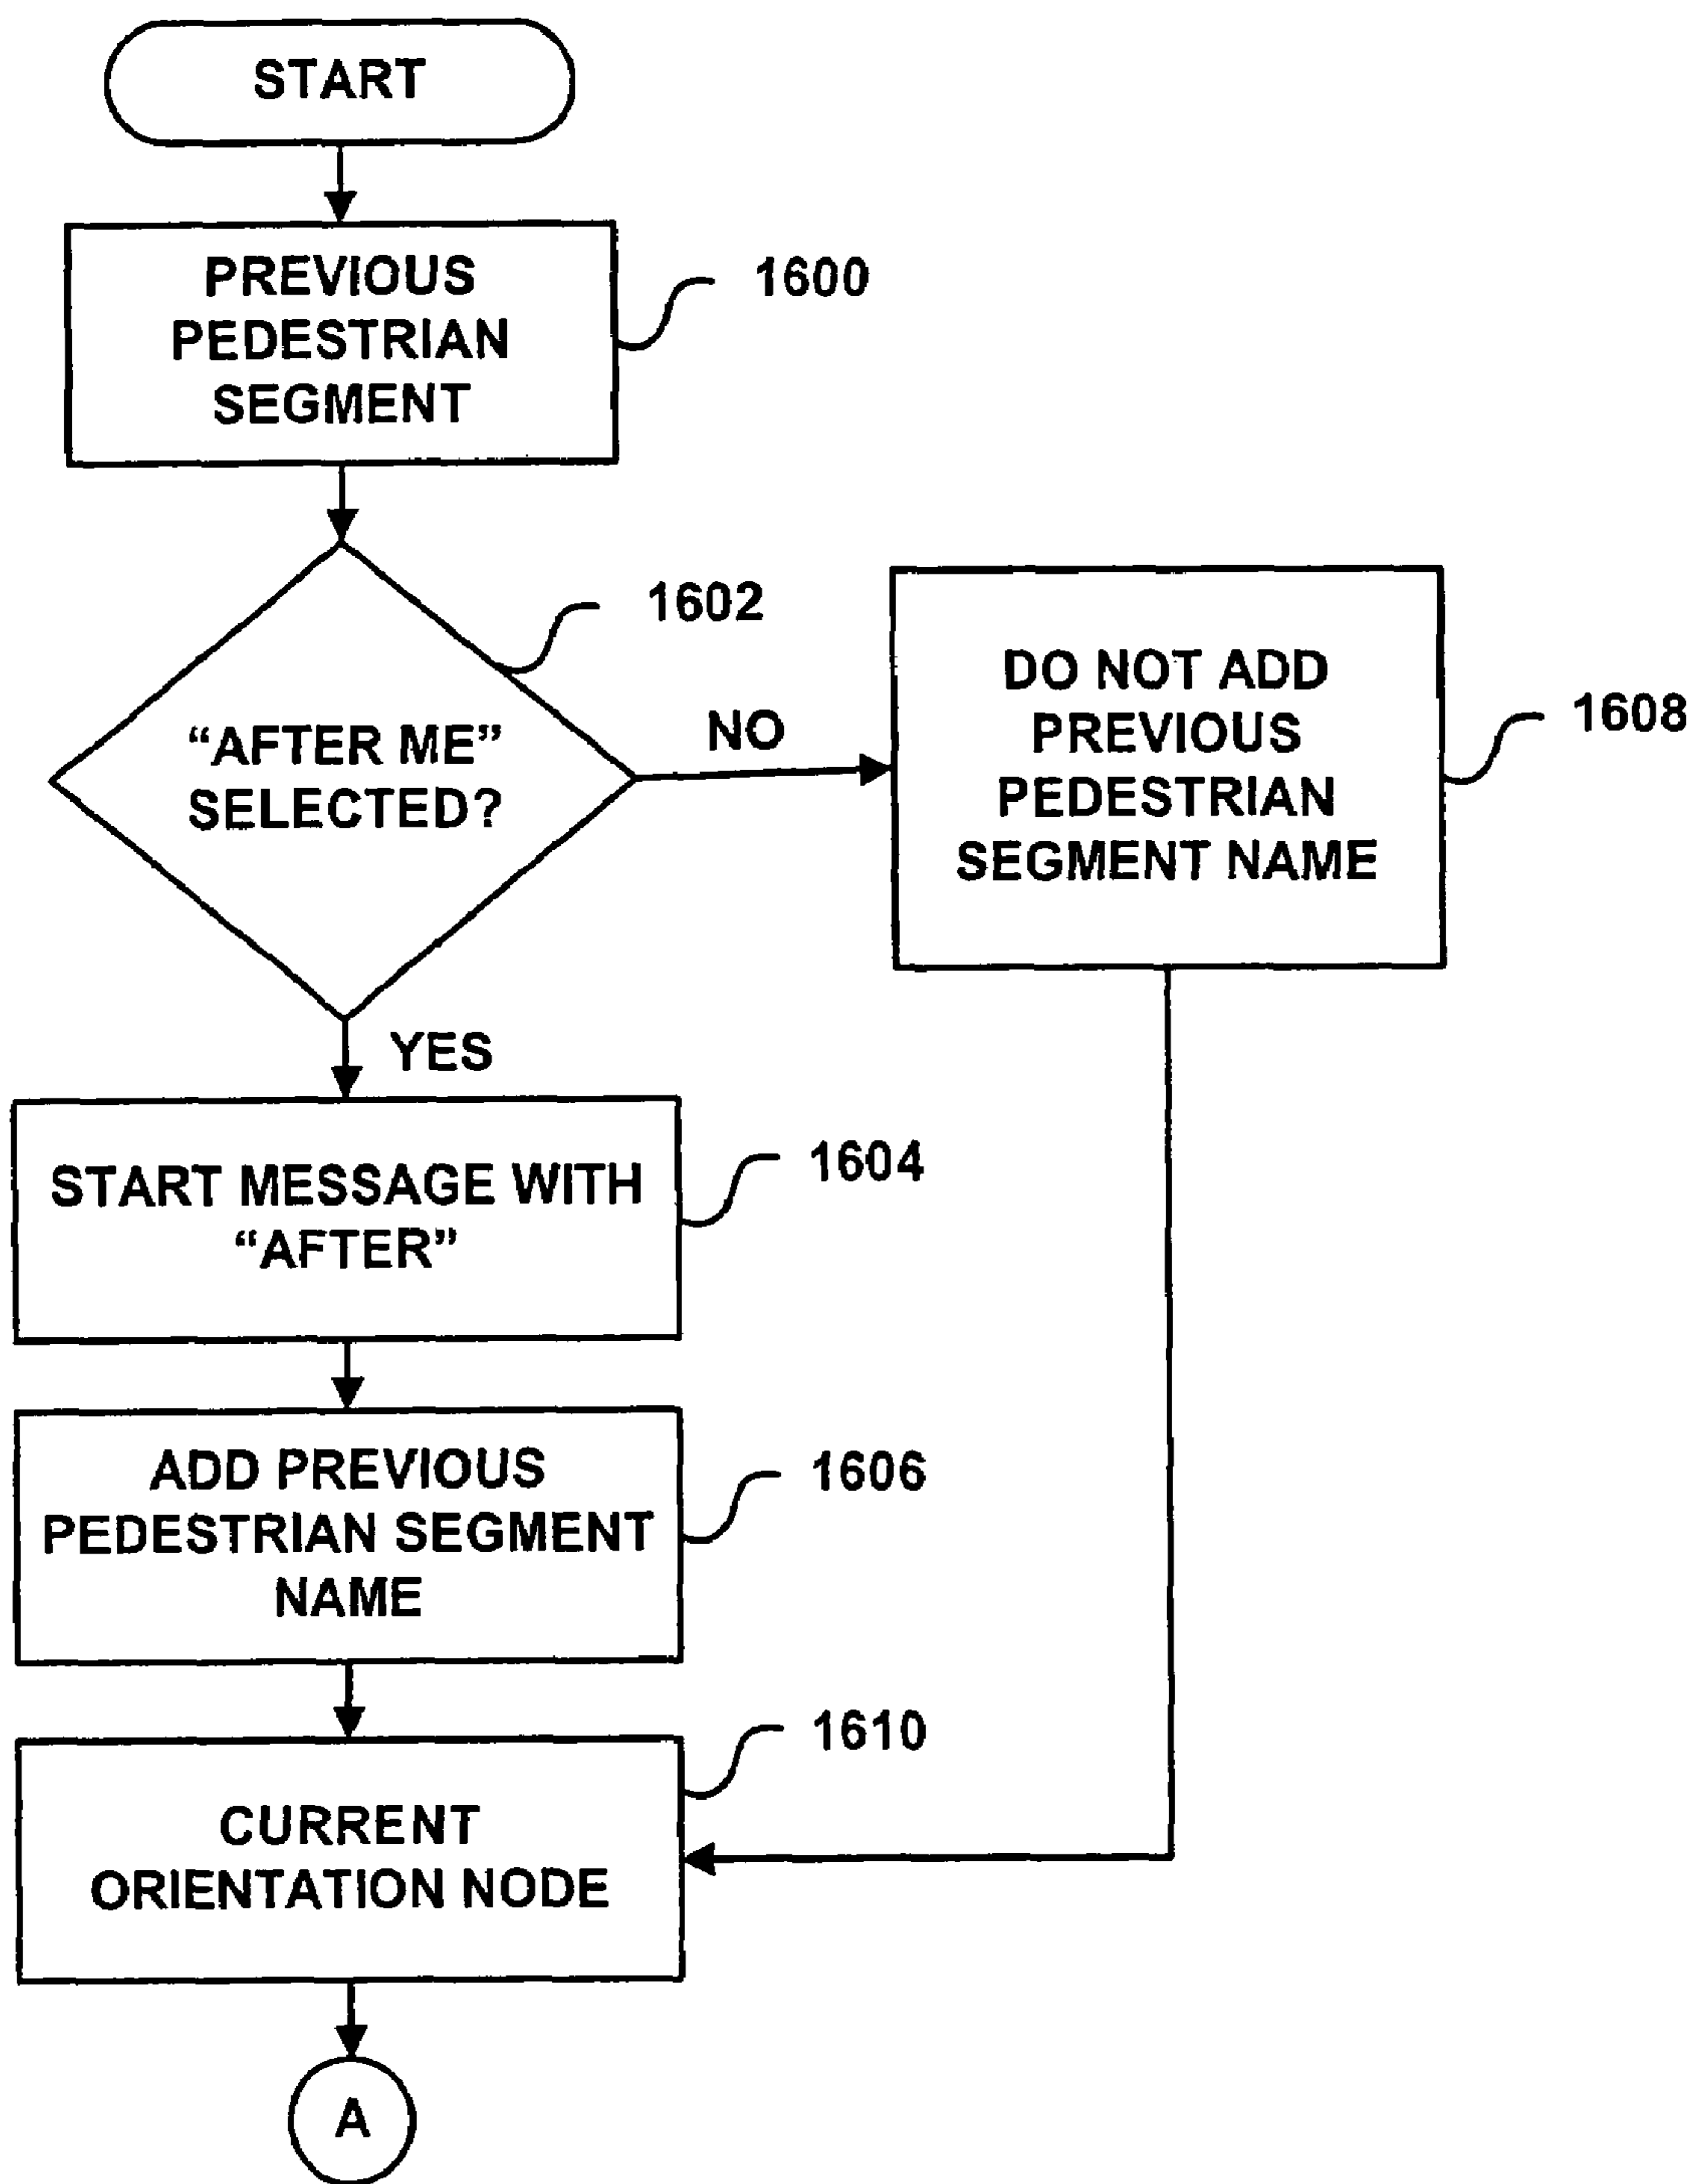 START
PREVIOUS
PEDESTRIAN
SEGMENT
1600
“AFTER ME”
SELECTED?
1602
NO
DO NOT ADD
PREVIOUS
PEDESTRIAN
SEGMENT NAME
1608
YES
START MESSAGE WITH
“AFTER”
1604
ADD PREVIOUS
PEDESTRIAN SEGMENT
NAME
1606
CURRENT
ORIENTATION NODE
1610
A